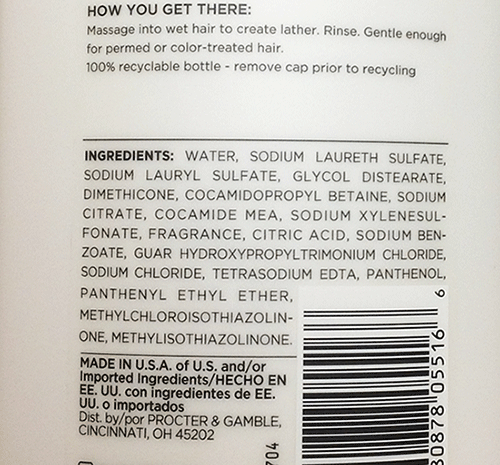 HOW YOU GET THERE:
Massage into wet hair to create lather. Rinse. Gentle enough
for permed or color-treated hair.
100% recyclable bottle - remove cap prior to recycling
INGREDIENTS: WATER, SODIUM LAURETH SULFATE,
SODIUM LAURYL SULFATE, GLYCOL DISTEARATE,
DIMETHICONE, COCAMIDOPROPYL BETAINE, SODIUM
CITRATE, COCAMIDE MEA, SODIUM XYLENESUL-
FONATE, FRAGRANCE, CITRIC ACID, SODIUM BEN-
ZOATE, GUAR HYDROXYPROPYLTRIMONIUM CHLORIDE,
SODIUM CHLORIDE, TETRASODIUM EDTA, PANTHENOL,
PANTHENYL ETHYL ETHER,
METHYLCHLOROISOTHIAZOLIN-
ONE, METHYLISOTHIAZOLINONE.
MADE IN U.S.A. of U.S. and/or
Imported Ingredients/HECHO EN
EE. UU. con ingredientes de EE.
UU. o importados
Dist. by/por PROCTER & GAMBLE,
CINCINNATI, OH 45202
704
80878 05516
6